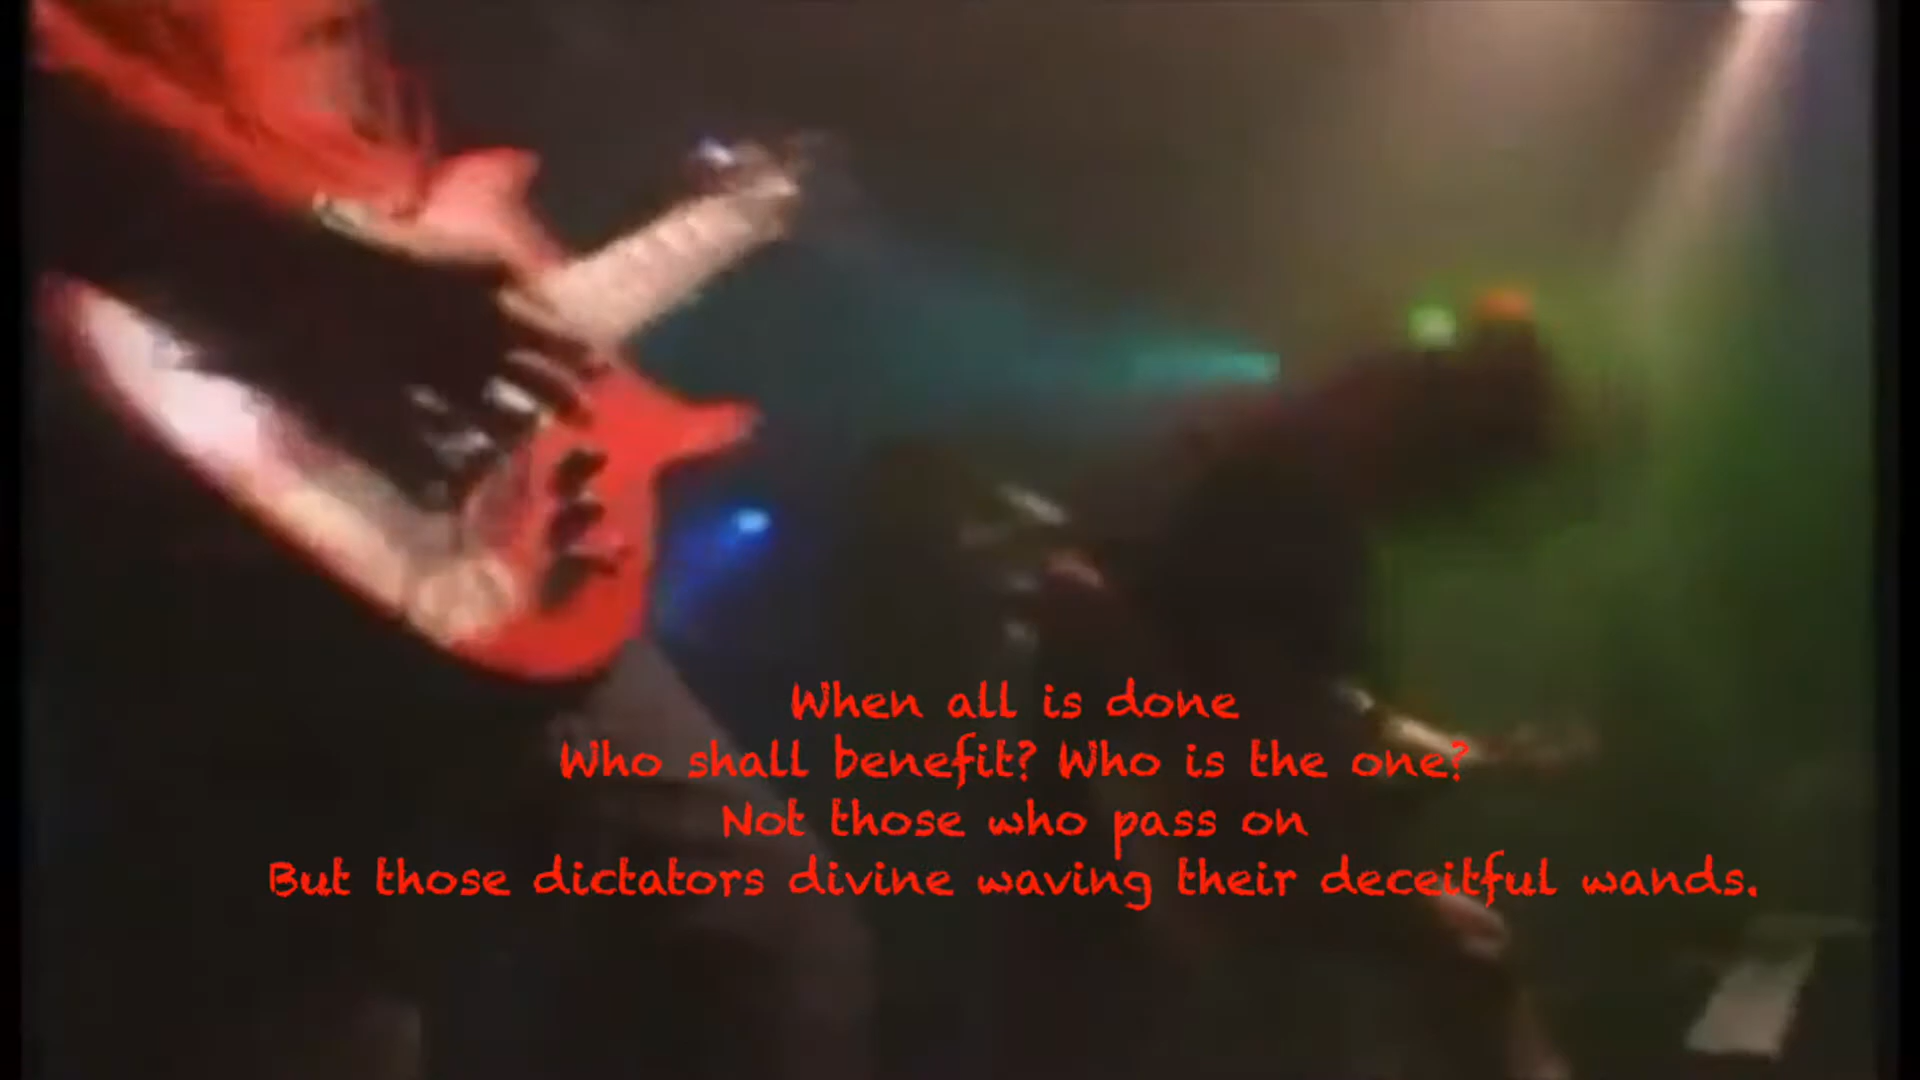 When all is done
Who shall benefit? Who is the one?
Not those who pass on
But those dictators divine waving their deceitful wands.